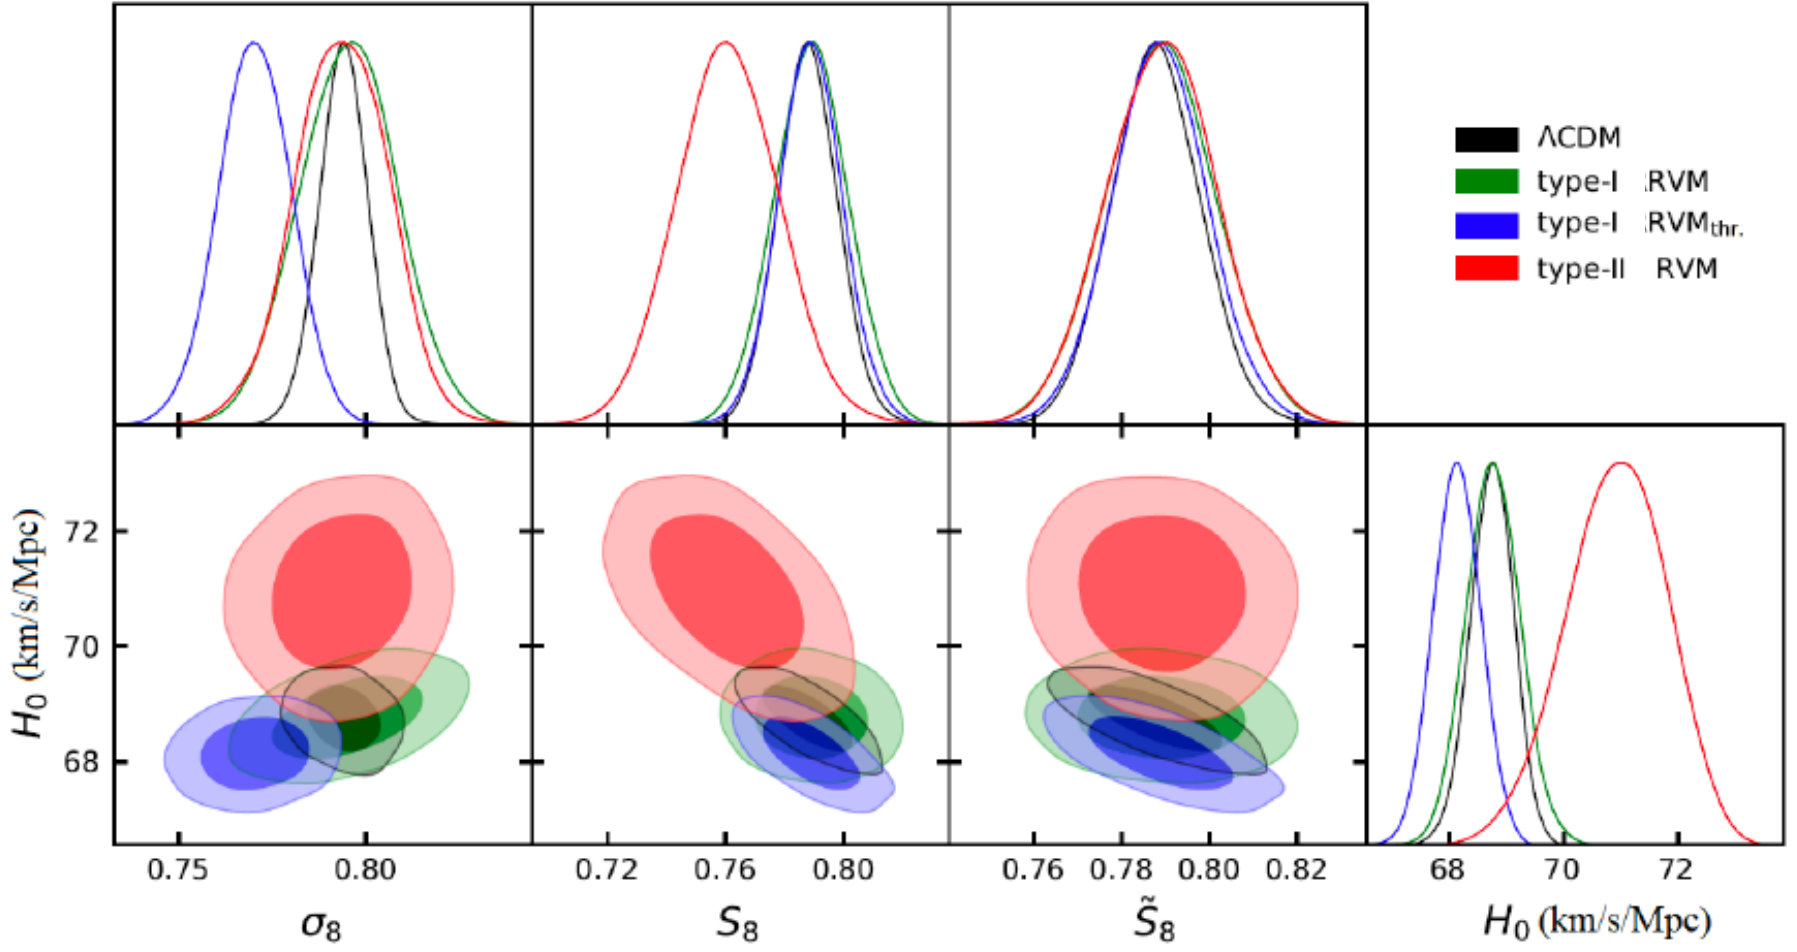 ΛCDM
type-I :RVM
type-I :RVMthr.
type-II RVM
H0 (km/s/Mpc)
72
70
68
0.75 0.80
0.72 0.76 0.80
0.76 0.78 0.80 0.82
68 70 72
σ8
S8
S̃8
H0 (km/s/Mpc)